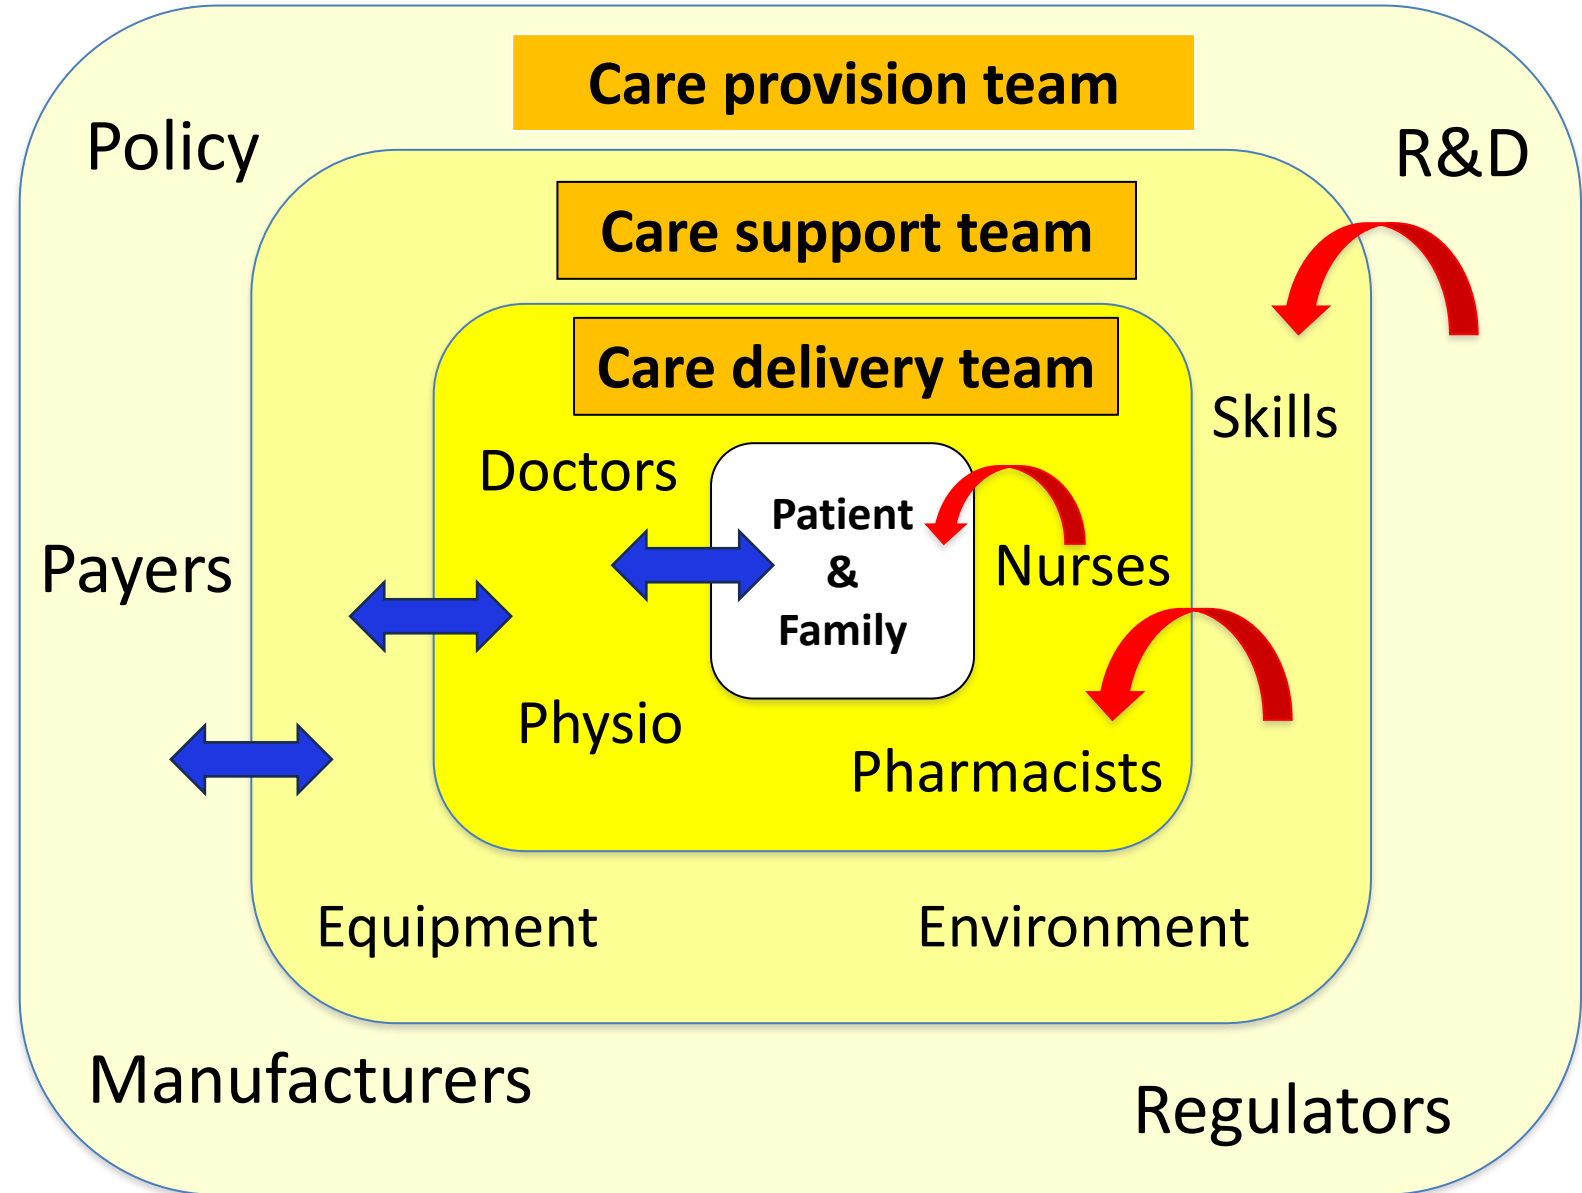 Care provision team
Policy
R&D
Care support team
Care delivery team
Skills
Doctors
Patient
&
Family
Nurses
Payers
Physio
Pharmacists
Equipment
Environment
Manufacturers
Regulators